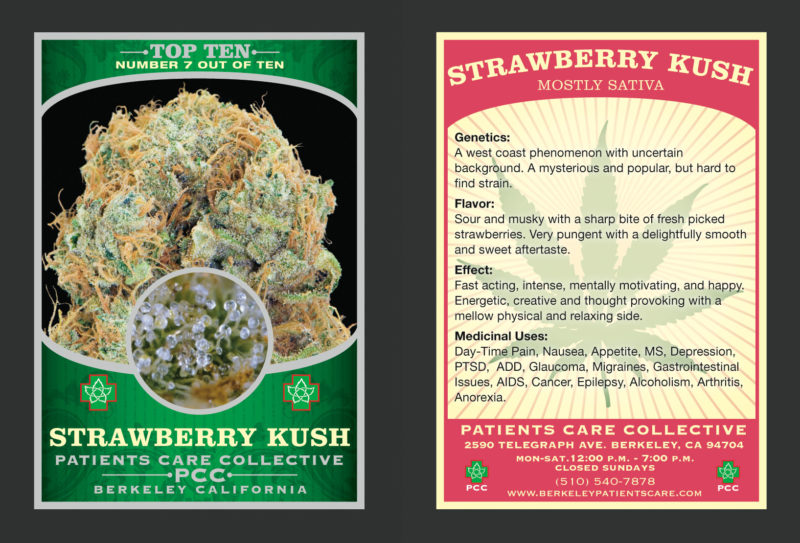 TOP TEN
NUMBER 7 OUT OF TEN
STRAWBERRY KUSH
PATIENTS CARE COLLECTIVE
PCC
BERKELEY CALIFORNIA
STRAWBERRY KUSH
MOSTLY SATIVA
Genetics:
A west coast phenomenon with uncertain
background. A mysterious and popular, but hard to
find strain.
Flavor:
Sour and musky with a sharp bite of fresh picked
strawberries. Very pungent with a delightfully smooth
and sweet aftertaste.
Effect:
Fast acting, intense, mentally motivating, and happy.
Energetic, creative and thought provoking with a
mellow physical and relaxing side.
Medicinal Uses:
Day-Time Pain, Nausea, Appetite, MS, Depression,
PTSD, ADD, Glaucoma, Migraines, Gastrointestinal
Issues, AIDS, Cancer, Epilepsy, Alcoholism, Arthritis,
Anorexia.
PATIENTS CARE COLLECTIVE
2590 TELEGRAPH AVE. BERKELEY, CA 94704
MON-SAT.12:00 P.M. - 7:00 P.M.
CLOSED SUNDAYS
(510) 540-7878
PCC
PCC
WWW.BERKELEYPATIENTSCARE.COM